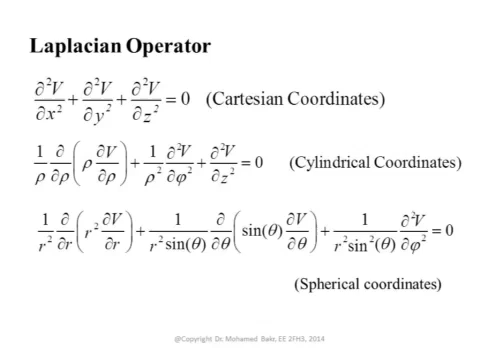 Laplacian Operator
∂²V/∂x² + ∂²V/∂y² + ∂²V/∂z² = 0 (Cartesian Coordinates)
1/ρ ∂/∂ρ (ρ ∂V/∂ρ) + 1/ρ² ∂²V/∂φ² + ∂²V/∂z² = 0 (Cylindrical Coordinates)
1/r² ∂/∂r (r² ∂V/∂r) + 1/(r² sin(θ)) ∂/∂θ (sin(θ) ∂V/∂θ) + 1/(r² sin²(θ)) ∂²V/∂φ² = 0
(Spherical coordinates)
@Copyright Dr. Mohamed Bakr, EE 2FH3, 2014